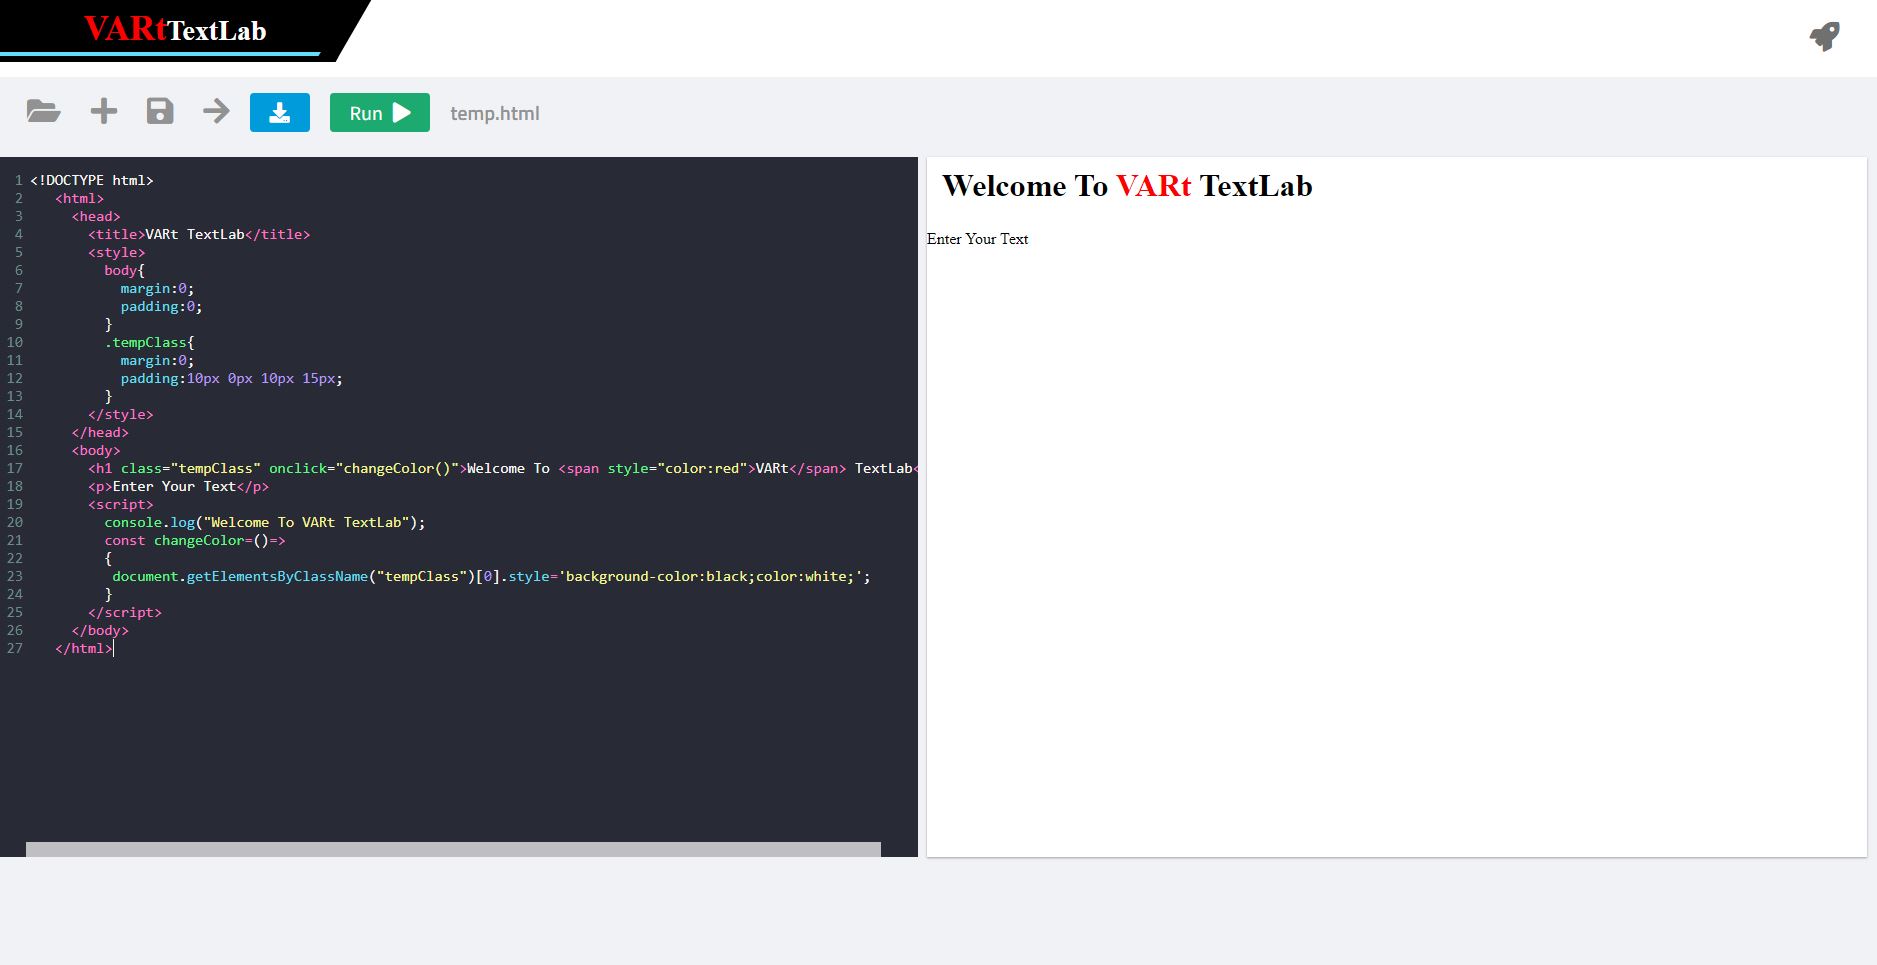 VARtTextLab
Run
temp.html
1 <!DOCTYPE html>
2 <html>
3 <head>
4 <title>VARt TextLab</title>
5 <style>
6 body{
7 margin:0;
8 padding:0;
9 }
10 .tempClass{
11 margin:0;
12 padding:10px 0px 10px 15px;
13 }
14 </style>
15 </head>
16 <body>
17 <h1 class="tempClass" onclick="changeColor()">Welcome To <span style="color:red">VARt</span> TextLab<
18 <p>Enter Your Text</p>
19 <script>
20 console.log("Welcome To VARt TextLab");
21 const changeColor=()=>
22 {
23 document.getElementsByClassName("tempClass")[0].style='background-color:black;color:white;';
24 }
25 </script>
26 </body>
27 </html>
Welcome To VARt TextLab
Enter Your Text